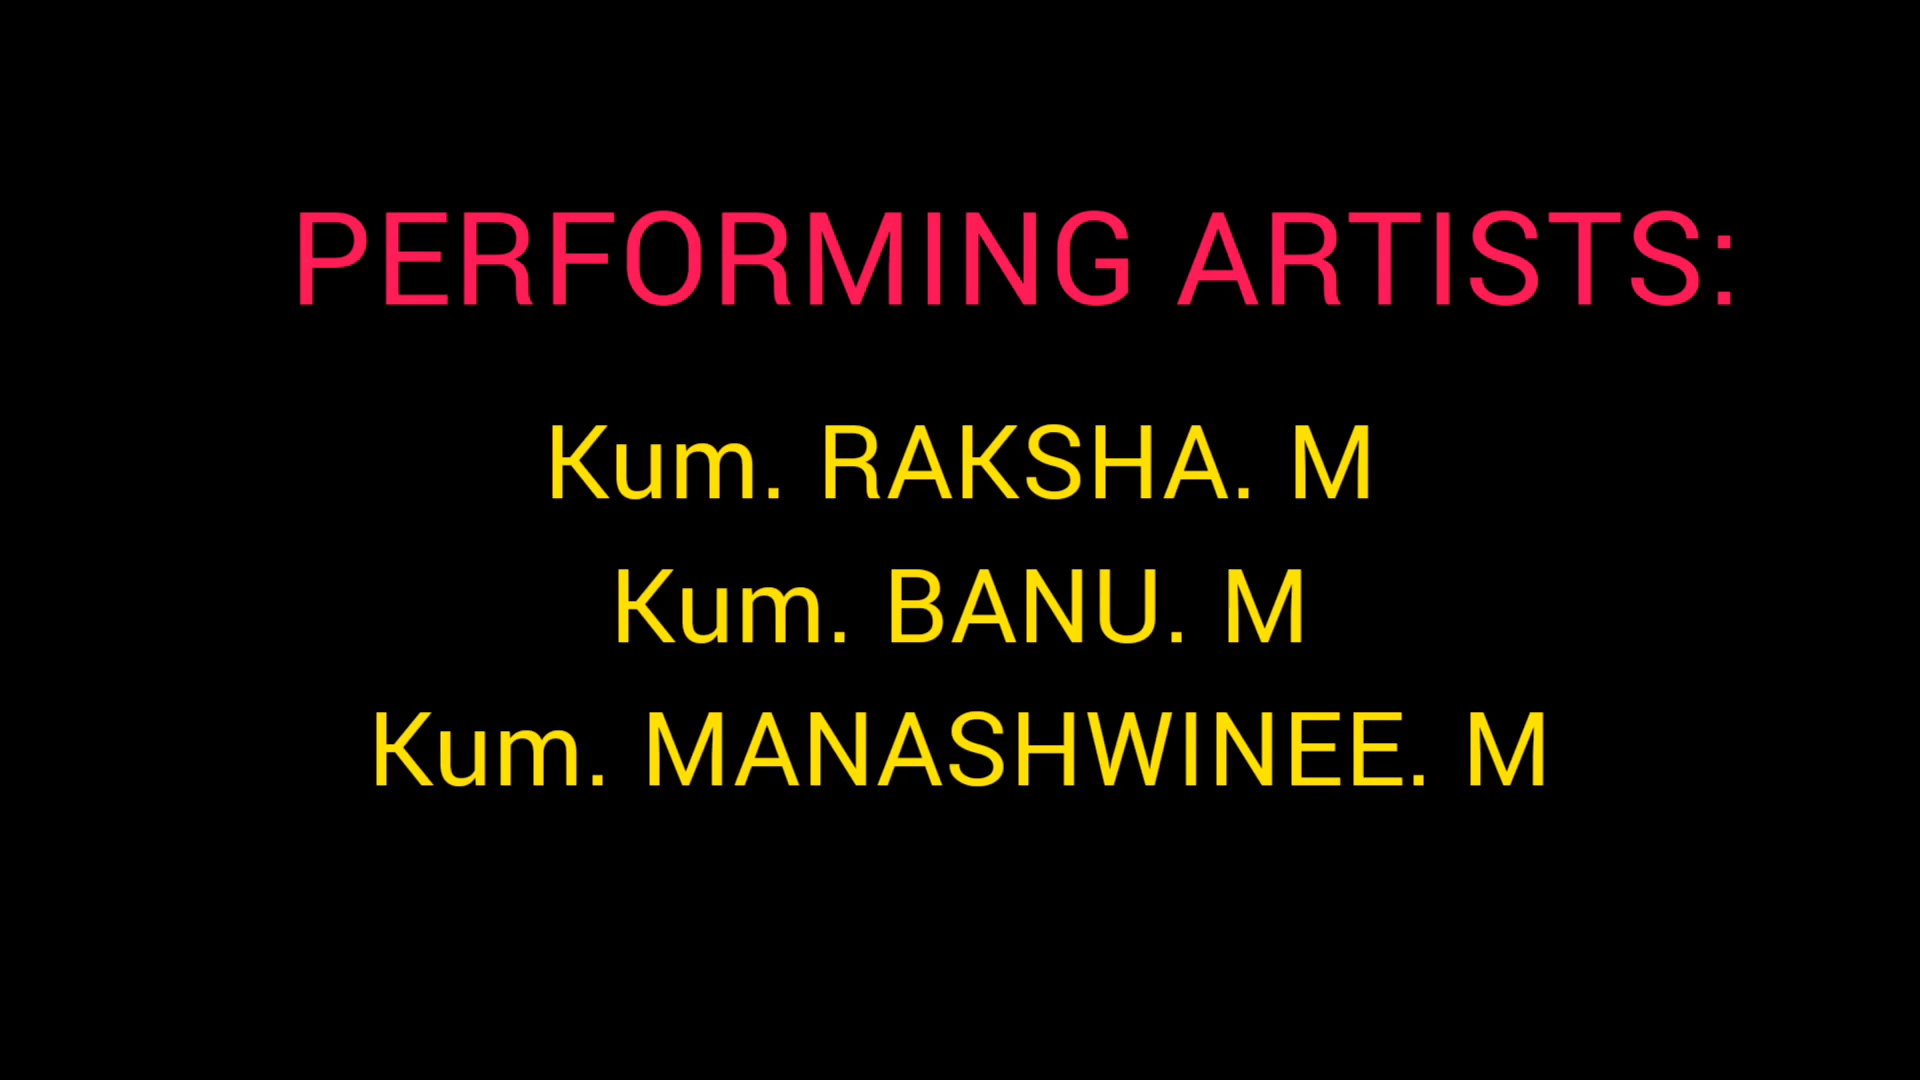 PERFORMING ARTISTS:
Kum. RAKSHA. M
Kum. BANU. M
Kum. MANASHWINEE. M